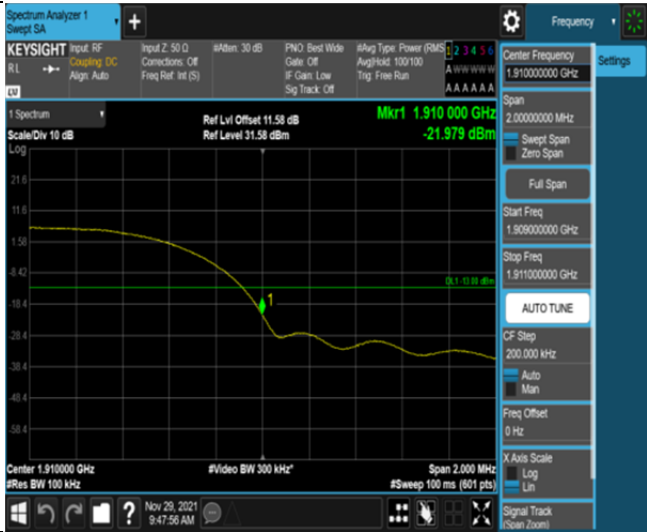 Spectrum Analyzer 1
Swept SA
+
Frequency
KEYSIGHT
RL
LV
Input: RF
Coupling: DC
Align: Auto
Input Z: 50 Ω
Corrections: Off
Freq Ref: Int (S)
#Atten: 30 dB
PNO: Best Wide
Gate: Off
IF Gain: Low
Sig Track: Off
#Avg Type: Power (RMS
Avg|Hold: 100/100
Trig: Free Run
1 2 3 4 5 6
A W W W W W
A A A A A A
Center Frequency
1.910000000 GHz
Settings
Span
2.00000000 MHz
Swept Span
Zero Span
Full Span
Start Freq
1.909000000 GHz
Stop Freq
1.911000000 GHz
AUTO TUNE
CF Step
200.000 kHz
Auto
Man
Freq Offset
0 Hz
X Axis Scale
Log
Lin
Signal Track
(Span Zoom)
1 Spectrum
Scale/Div 10 dB
Ref Lvl Offset 11.58 dB
Ref Level 31.58 dBm
Mkr1 1.910 000 GHz
-21.979 dBm
Log
21.6
11.6
1.58
-8.42
DL1 -13.00 dBm
-18.4
1
-28.4
-38.4
-48.4
-58.4
Center 1.910000 GHz
#Video BW 300 kHz*
Span 2.000 MHz
#Res BW 100 kHz
#Sweep 100 ms (601 pts)
?
Nov 29, 2021
9:47:56 AM